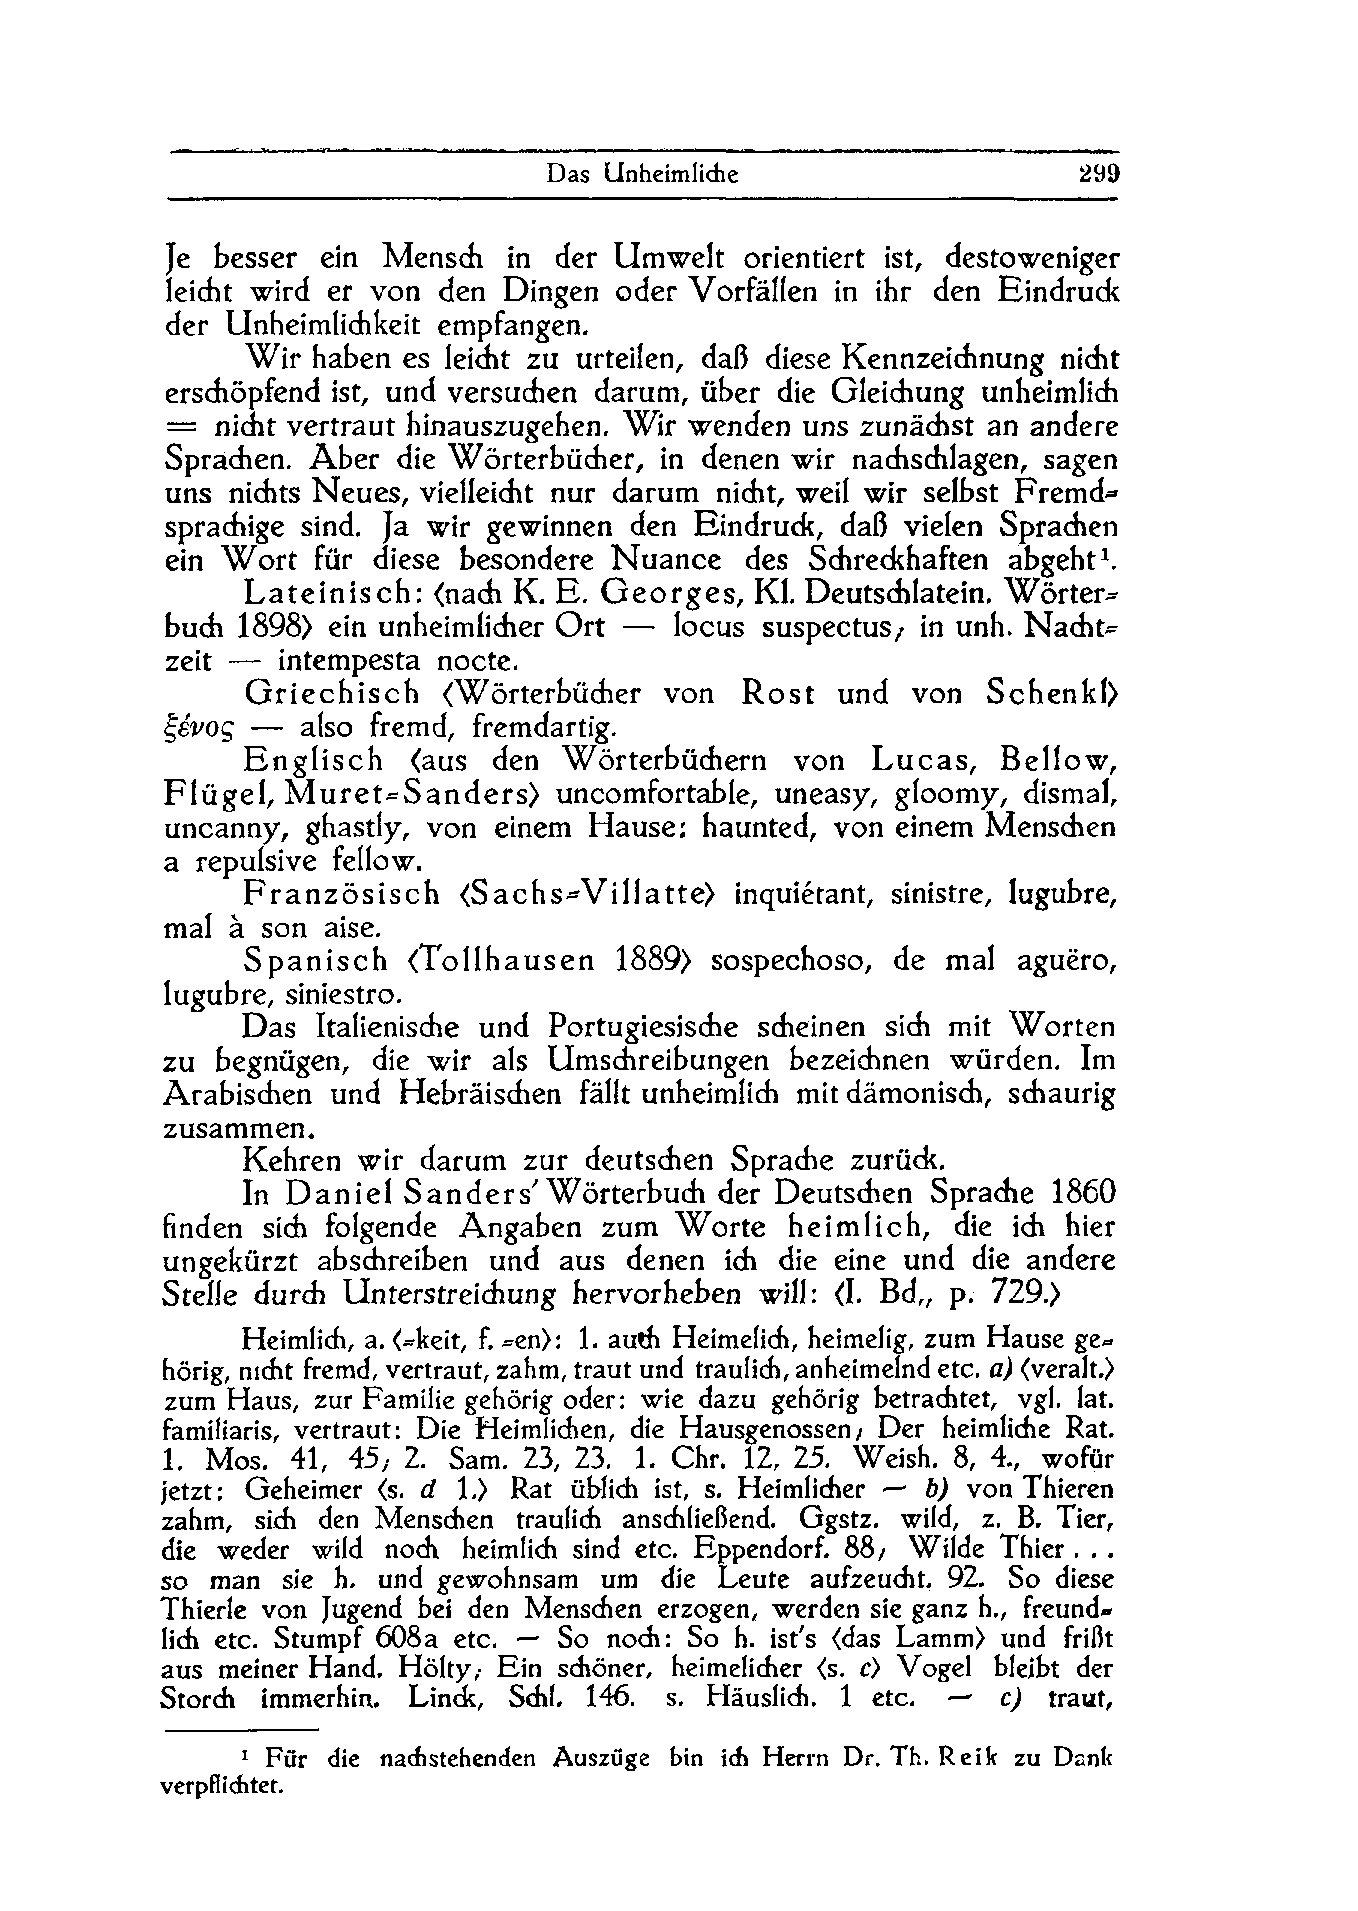 Das Unheimliche 299
Je besser ein Mensch in der Umwelt orientiert ist, destoweniger
leicht wird er von den Dingen oder Vorfällen in ihr den Eindruck
der Unheimlichkeit empfangen.
Wir haben es leicht zu urteilen, daß diese Kennzeichnung nicht
erschöpfend ist, und versuchen darum, über die Gleichung unheimlich
= nicht vertraut hinauszugehen. Wir wenden uns zunächst an andere
Sprachen. Aber die Wörterbücher, in denen wir nachschlagen, sagen
uns nichts Neues, vielleicht nur darum nicht, weil wir selbst Fremd-
sprachige sind. Ja wir gewinnen den Eindruck, daß vielen Sprachen
ein Wort für diese besondere Nuance des Schreckhaften abgeht¹.
Lateinisch: (nach K. E. Georges, Kl. Deutschlatein. Wörter-
buch 1898) ein unheimlicher Ort — locus suspectus; in unh. Nacht-
zeit — intempesta nocte.
Griechisch (Wörterbücher von Rost und von Schenkl)
ξένος — also fremd, fremdartig.
Englisch (aus den Wörterbüchern von Lucas, Bellow,
Flügel, Muret-Sanders) uncomfortable, uneasy, gloomy, dismal,
uncanny, ghastly, von einem Hause: haunted, von einem Menschen
a repulsive fellow.
Französisch (Sachs-Villatte) inquiétant, sinistre, lugubre,
mal à son aise.
Spanisch (Tollhausen 1889) sospechoso, de mal aguëro,
lugubre, siniestro.
Das Italienische und Portugiesische scheinen sich mit Worten
zu begnügen, die wir als Umschreibungen bezeichnen würden. Im
Arabischen und Hebräischen fällt unheimlich mit dämonisch, schaurig
zusammen.
Kehren wir darum zur deutschen Sprache zurück.
In Daniel Sanders' Wörterbuch der Deutschen Sprache 1860
finden sich folgende Angaben zum Worte heimlich, die ich hier
ungekürzt abschreiben und aus denen ich die eine und die andere
Stelle durch Unterstreichung hervorheben will: (I. Bd., p. 729.)
Heimlich, a. (-keit, f. -en): 1. auch Heimelich, heimelig, zum Hause ge-
hörig, nicht fremd, vertraut, zahm, traut und traulich, anheimelnd etc. a) (veralt.)
zum Haus, zur Familie gehörig oder: wie dazu gehörig betrachtet, vgl. lat.
familiaris, vertraut: Die Heimlichen, die Hausgenossen; Der heimliche Rat.
1. Mos. 41, 45; 2. Sam. 23, 23. 1. Chr. 12, 25. Weish. 8, 4., wofür
jetzt: Geheimer (s. d 1.) Rat üblich ist, s. Heimlicher — b) von Thieren
zahm, sich den Menschen traulich anschließend. Ggstz. wild, z. B. Tier,
die weder wild noch heimlich sind etc. Eppendorf. 88; Wilde Thier . . .
so man sie h. und gewohnsam um die Leute aufzeucht. 92. So diese
Thierle von Jugend bei den Menschen erzogen, werden sie ganz h., freund-
lich etc. Stumpf 608a etc. — So noch: So h. ist's (das Lamm) und frißt
aus meiner Hand. Hölty; Ein schöner, heimelicher (s. c) Vogel bleibt der
Storch immerhin. Linck, Schl. 146. s. Häuslich. 1 etc. — c) traut,
¹ Für die nachstehenden Auszüge bin ich Herrn Dr. Th. Reik zu Dank
verpflichtet.